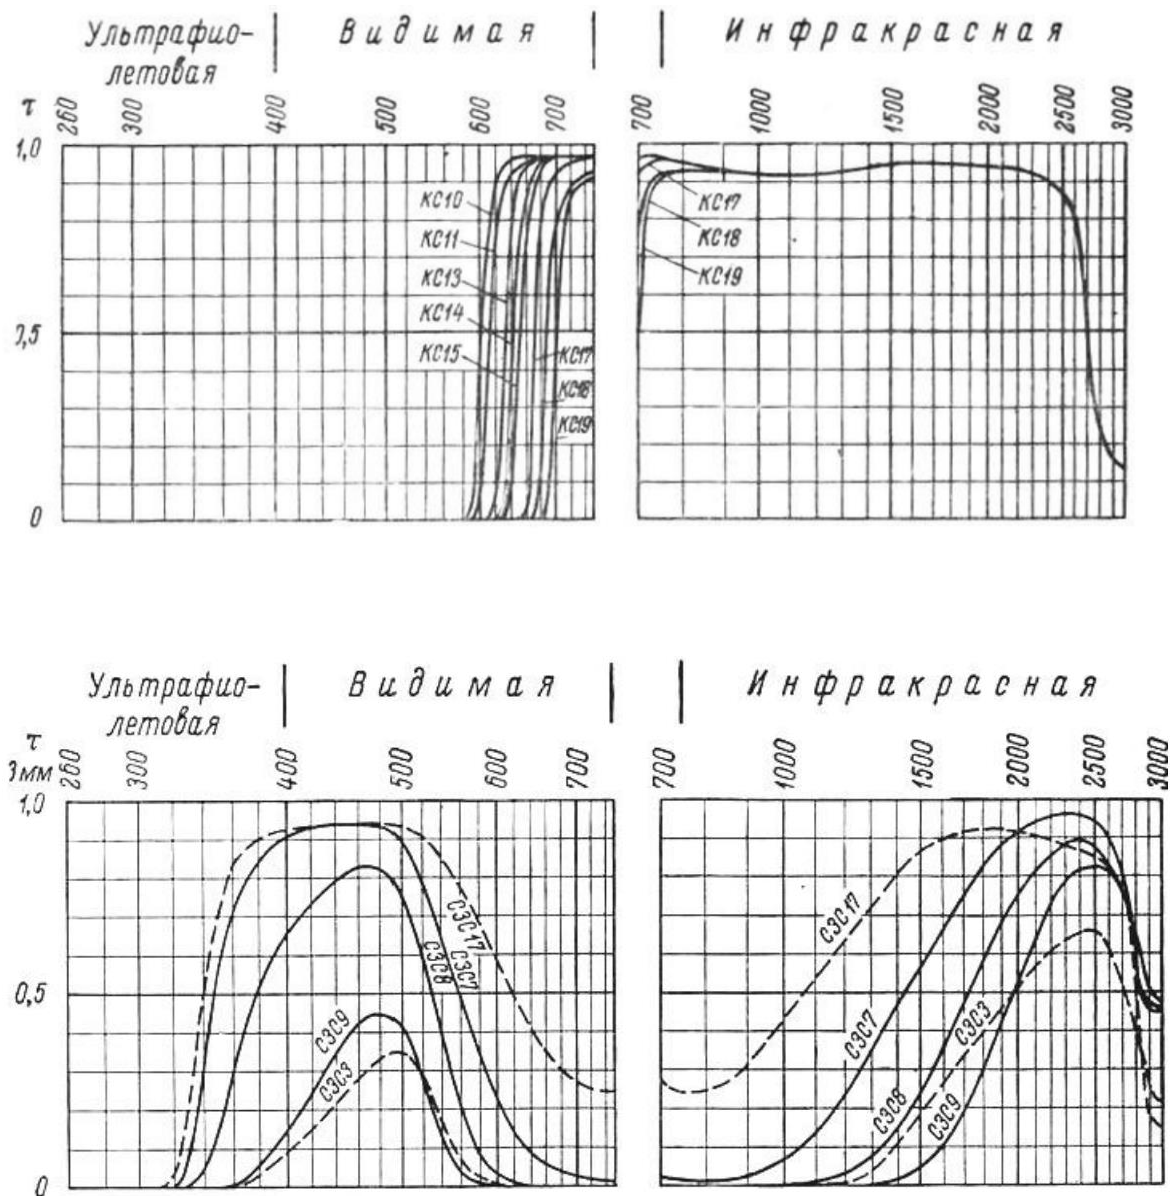 Ультрафио-
летовая
Видимая
Инфракрасная
τ
260 300 400 500 600 700
700 1000 1500 2000 2500 3000
1,0
КС10
КС11
КС13
КС14
КС15
КС17
КС18
КС19
КС17
КС18
КС19
0,5
0
Ультрафио-
летовая
Видимая
Инфракрасная
τ
3мм
260 300 400 500 600 700
700 1000 1500 2000 2500 3000
1,0
СЗС17
СЗС7
СЗС8
СЗС9
СЗС3
СЗС17
СЗС7
СЗС3
СЗС8
СЗС9
0,5
0